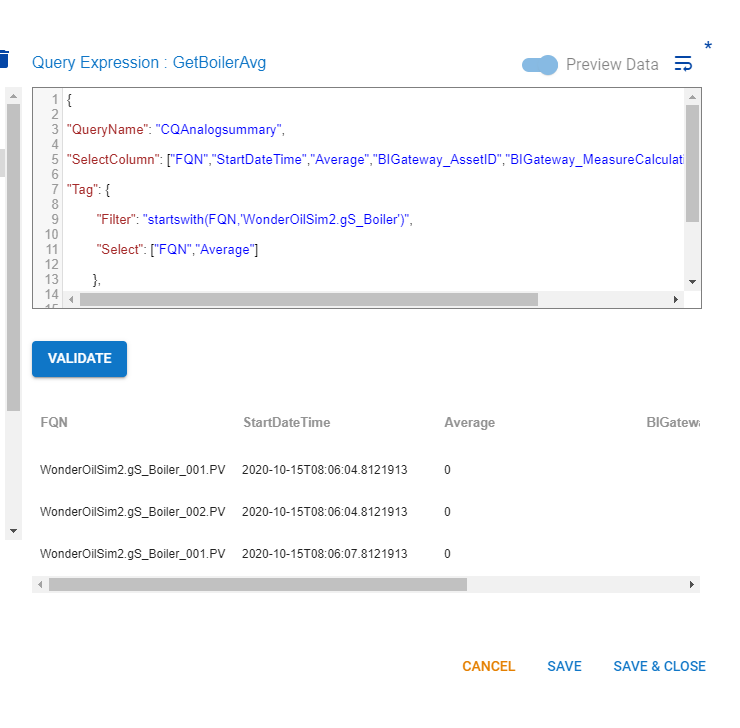 *
Query Expression : GetBoilerAvg
Preview Data
1 {
2
3 "QueryName": "CQAnalogsummary",
4
5 "SelectColumn": ["FQN","StartDateTime","Average","BIGateway_AssetID","BIGateway_MeasureCalculati
6
7 "Tag": {
8
9 "Filter": "startswith(FQN,'WonderOilSim2.gS_Boiler')",
10
11 "Select": ["FQN","Average"]
12
13 },
14
15
VALIDATE
FQN StartDateTime Average BIGatewa
WonderOilSim2.gS_Boiler_001.PV 2020-10-15T08:06:04.8121913 0
WonderOilSim2.gS_Boiler_002.PV 2020-10-15T08:06:04.8121913 0
WonderOilSim2.gS_Boiler_001.PV 2020-10-15T08:06:07.8121913 0
CANCEL SAVE SAVE & CLOSE